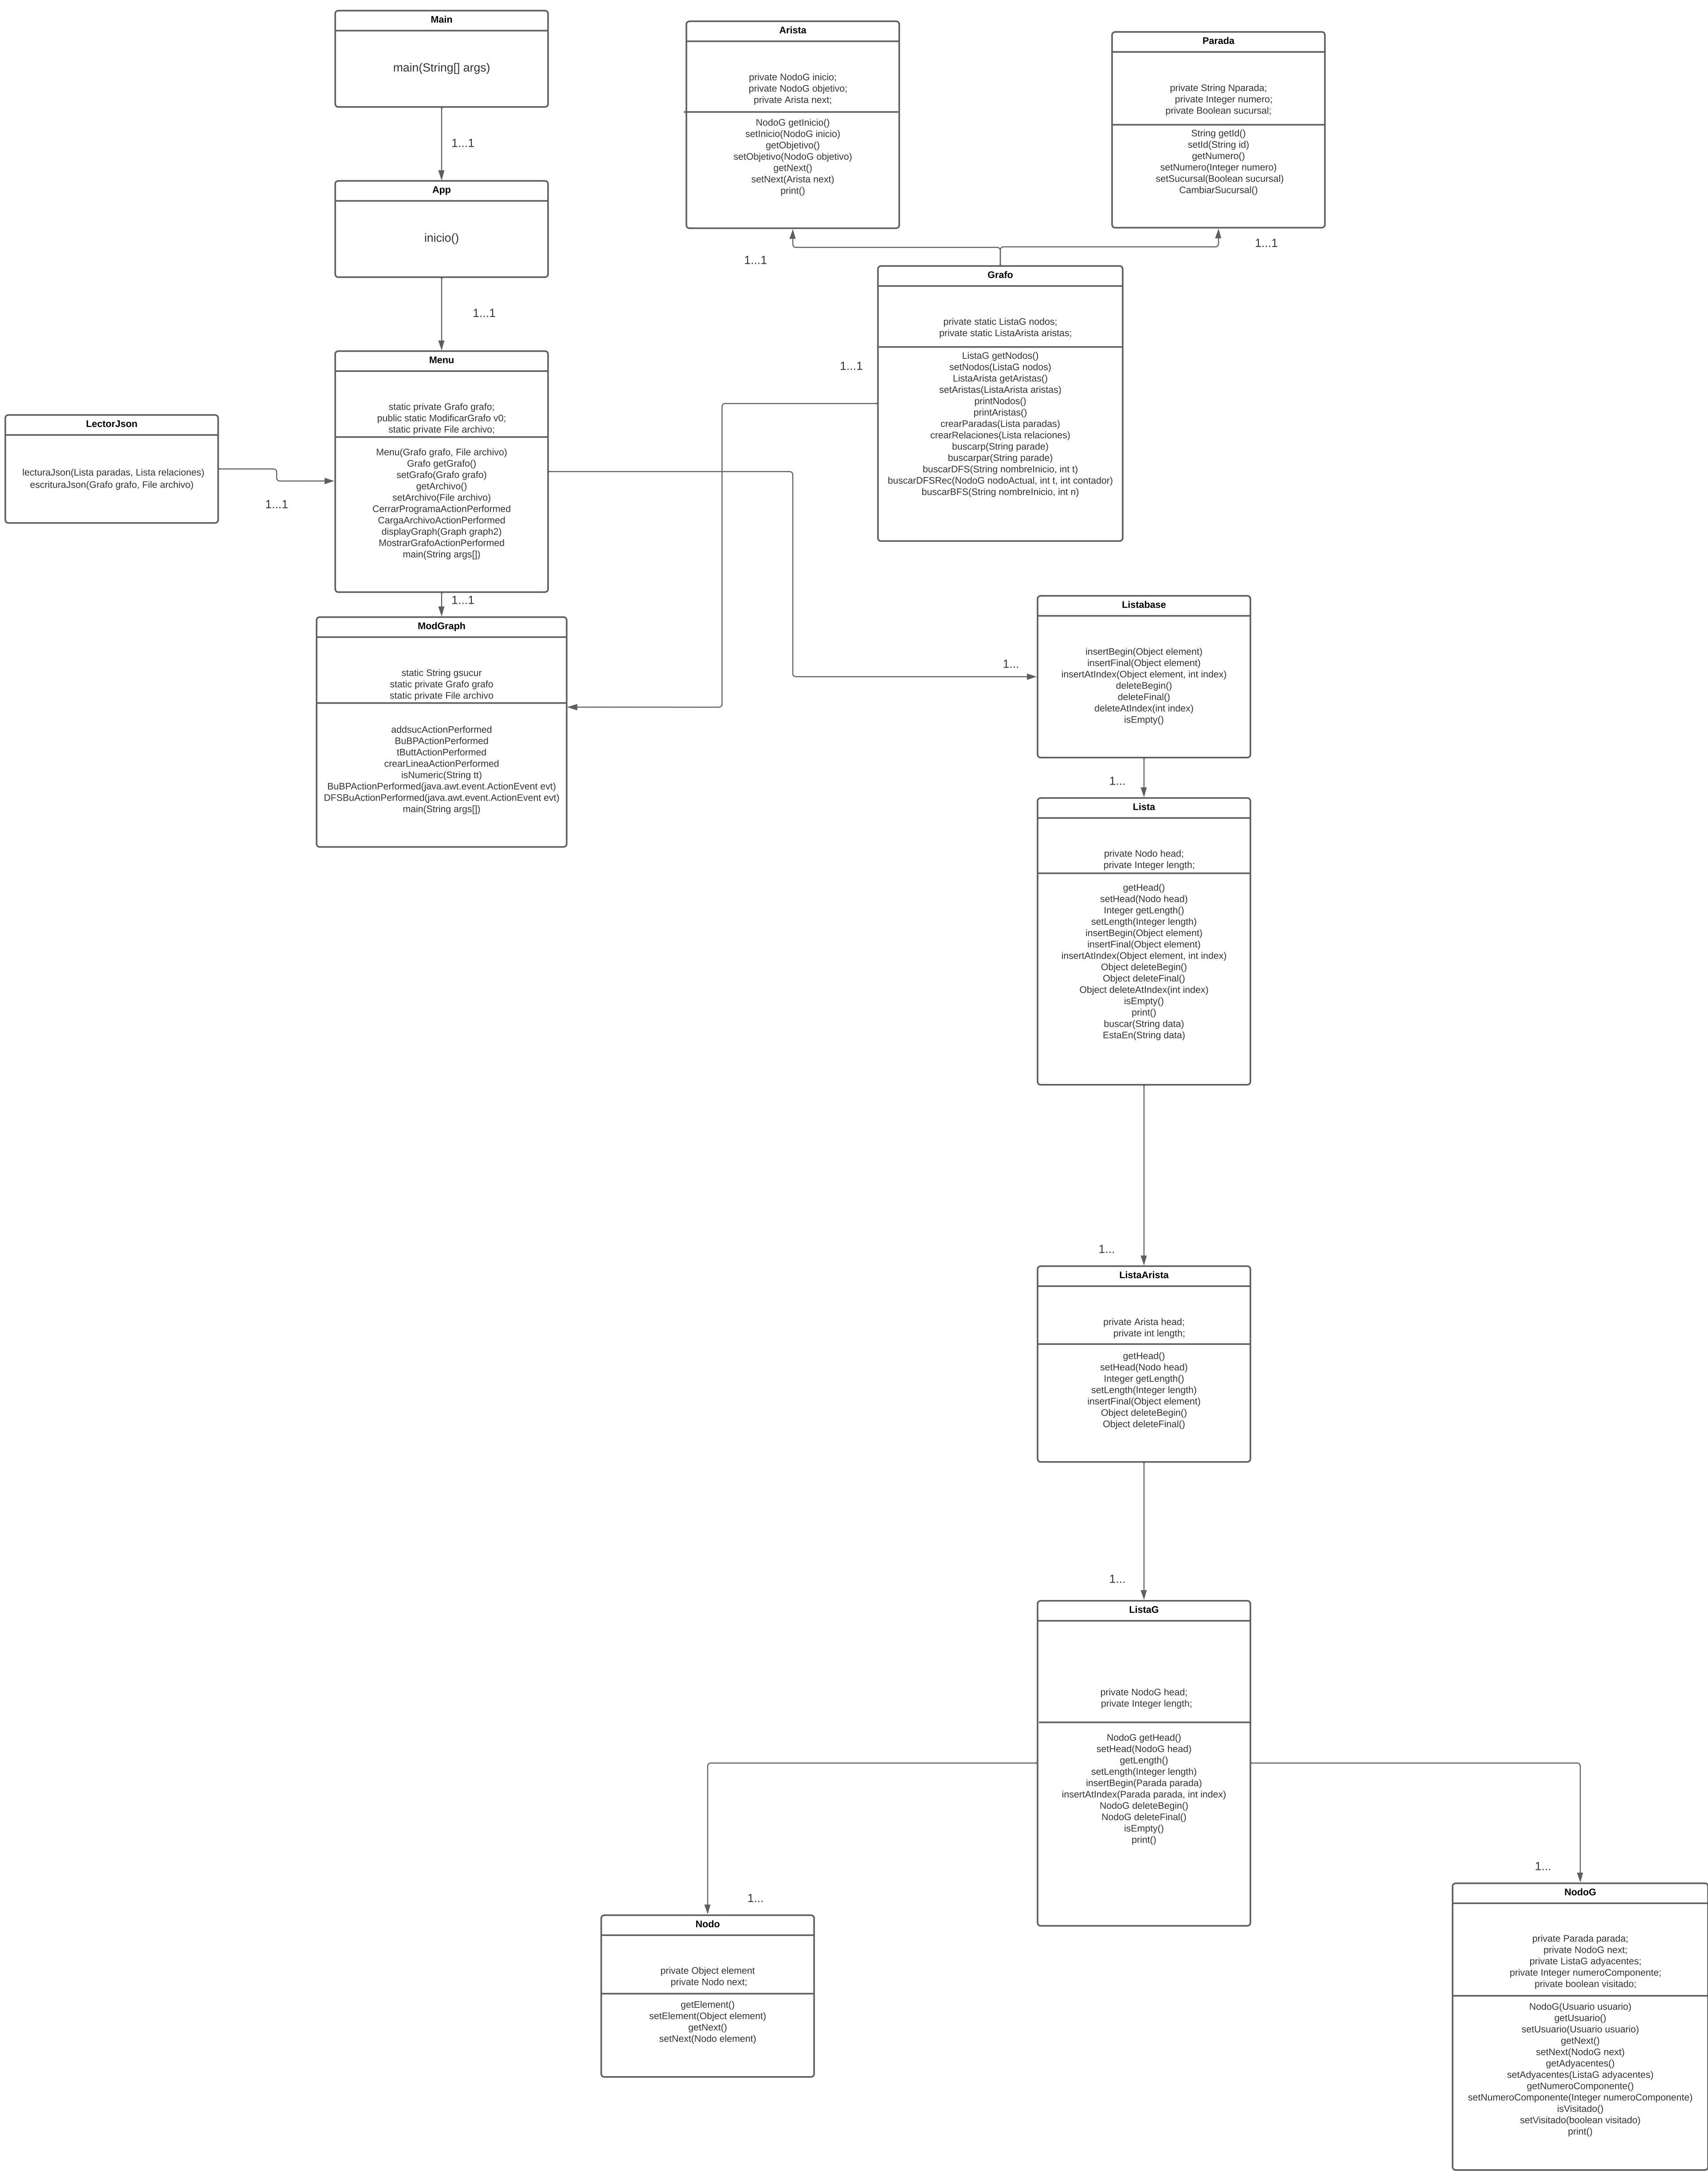 Main
main(String[] args)
1...1
App
inicio()
1...1
Menu
static private Grafo grafo;
public static ModificarGrafo v0;
static private File archivo;
Menu(Grafo grafo, File archivo)
Grafo getGrafo()
setGrafo(Grafo grafo)
getArchivo()
setArchivo(File archivo)
CerrarProgramaActionPerformed
CargaArchivoActionPerformed
displayGraph(Graph graph2)
MostrarGrafoActionPerformed
main(String args[])
LectorJson
lecturaJson(Lista paradas, Lista relaciones)
escrituraJson(Grafo grafo, File archivo)
1...1
1...1
ModGraph
static String gsucur
static private Grafo grafo
static private File archivo
addsucActionPerformed
BuBPActionPerformed
tButtActionPerformed
crearLineaActionPerformed
isNumeric(String tt)
BuBPActionPerformed(java.awt.event.ActionEvent evt)
DFSBuActionPerformed(java.awt.event.ActionEvent evt)
main(String args[])
Arista
private NodoG inicio;
private NodoG objetivo;
private Arista next;
NodoG getInicio()
setInicio(NodoG inicio)
getObjetivo()
setObjetivo(NodoG objetivo)
getNext()
setNext(Arista next)
print()
1...1
Parada
private String Nparada;
private Integer numero;
private Boolean sucursal;
String getId()
setId(String id)
getNumero()
setNumero(Integer numero)
setSucursal(Boolean sucursal)
CambiarSucursal()
1...1
Grafo
private static ListaG nodos;
private static ListaArista aristas;
ListaG getNodos()
setNodos(ListaG nodos)
ListaArista getAristas()
setAristas(ListaArista aristas)
printNodos()
printAristas()
crearParadas(Lista paradas)
crearRelaciones(Lista relaciones)
buscarp(String parade)
buscarpar(String parade)
buscarDFS(String nombreInicio, int t)
buscarDFSRec(NodoG nodoActual, int t, int contador)
buscarBFS(String nombreInicio, int n)
1...1
1...
Listabase
insertBegin(Object element)
insertFinal(Object element)
insertAtIndex(Object element, int index)
deleteBegin()
deleteFinal()
deleteAtIndex(int index)
isEmpty()
1...
Lista
private Nodo head;
private Integer length;
getHead()
setHead(Nodo head)
Integer getLength()
setLength(Integer length)
insertBegin(Object element)
insertFinal(Object element)
insertAtIndex(Object element, int index)
Object deleteBegin()
Object deleteFinal()
Object deleteAtIndex(int index)
isEmpty()
print()
buscar(String data)
EstaEn(String data)
1...
ListaArista
private Arista head;
private int length;
getHead()
setHead(Nodo head)
Integer getLength()
setLength(Integer length)
insertFinal(Object element)
Object deleteBegin()
Object deleteFinal()
1...
ListaG
private NodoG head;
private Integer length;
NodoG getHead()
setHead(NodoG head)
getLength()
setLength(Integer length)
insertBegin(Parada parada)
insertAtIndex(Parada parada, int index)
NodoG deleteBegin()
NodoG deleteFinal()
isEmpty()
print()
1...
Nodo
private Object element
private Nodo next;
getElement()
setElement(Object element)
getNext()
setNext(Nodo element)
1...
NodoG
private Parada parada;
private NodoG next;
private ListaG adyacentes;
private Integer numeroComponente;
private boolean visitado;
NodoG(Usuario usuario)
getUsuario()
setUsuario(Usuario usuario)
getNext()
setNext(NodoG next)
getAdyacentes()
setAdyacentes(ListaG adyacentes)
getNumeroComponente()
setNumeroComponente(Integer numeroComponente)
isVisitado()
setVisitado(boolean visitado)
print()